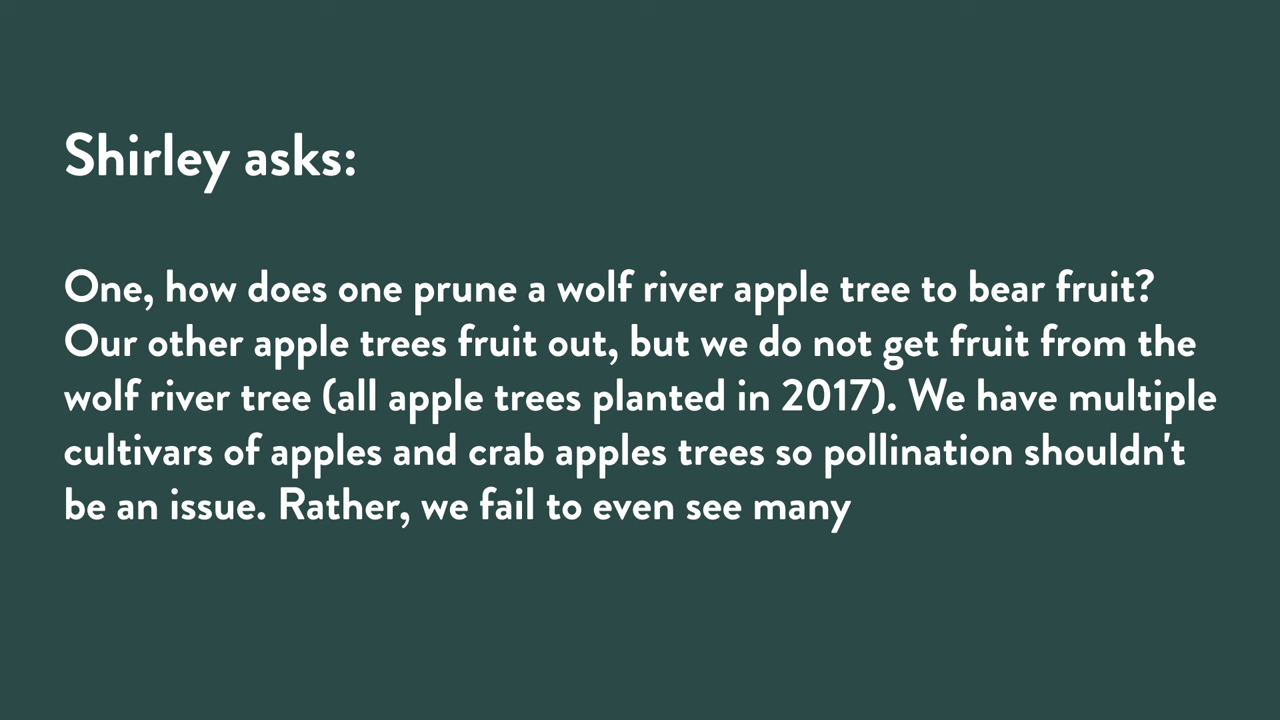 Shirley asks:
One, how does one prune a wolf river apple tree to bear fruit?
Our other apple trees fruit out, but we do not get fruit from the
wolf river tree (all apple trees planted in 2017). We have multiple
cultivars of apples and crab apples trees so pollination shouldn't
be an issue. Rather, we fail to even see many